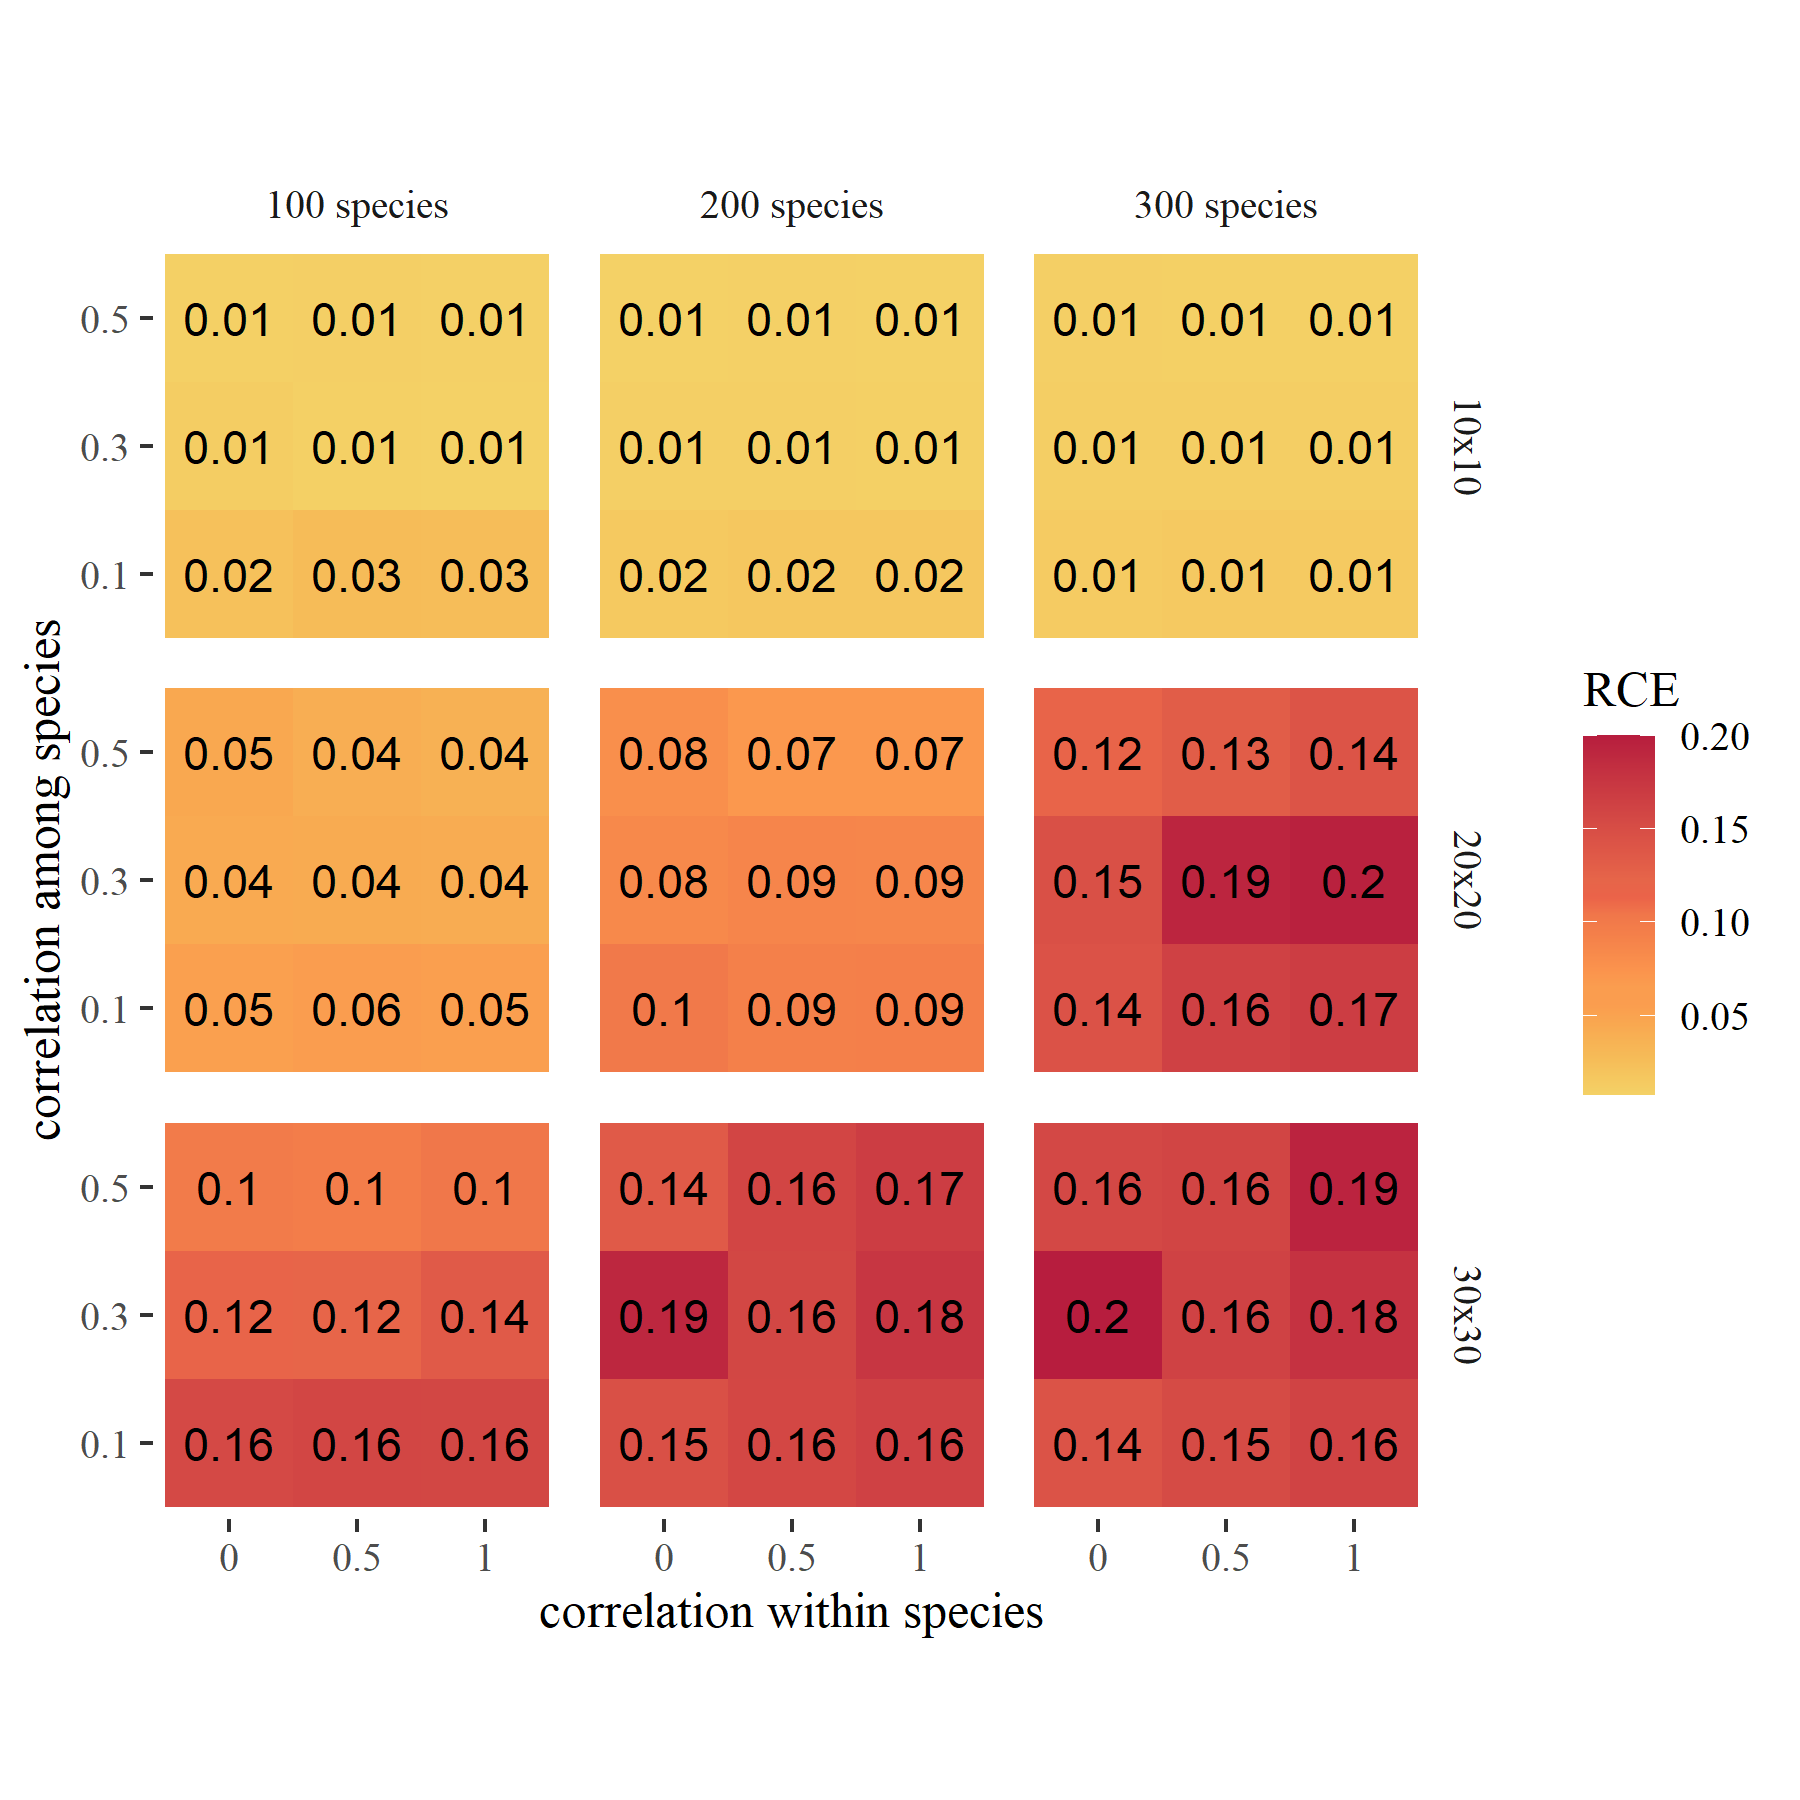 100 species 200 species 300 species
0.5 0.01 0.01 0.01 0.01 0.01 0.01 0.01 0.01 0.01
0.3 0.01 0.01 0.01 0.01 0.01 0.01 0.01 0.01 0.01
0.1 0.02 0.03 0.03 0.02 0.02 0.02 0.01 0.01 0.01
10x10
0.5 0.05 0.04 0.04 0.08 0.07 0.07 0.12 0.13 0.14
0.3 0.04 0.04 0.04 0.08 0.09 0.09 0.15 0.19 0.2
0.1 0.05 0.06 0.05 0.1 0.09 0.09 0.14 0.16 0.17
20x20
0.5 0.1 0.1 0.1 0.14 0.16 0.17 0.16 0.16 0.19
0.3 0.12 0.12 0.14 0.19 0.16 0.18 0.2 0.16 0.18
0.1 0.16 0.16 0.16 0.15 0.16 0.16 0.14 0.15 0.16
30x30
0 0.5 1 0 0.5 1 0 0.5 1
correlation within species
correlation among species
RCE
0.20
0.15
0.10
0.05